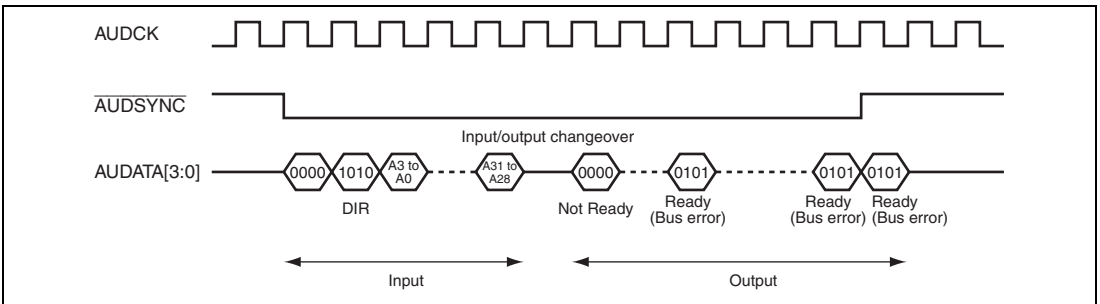 AUDCK
AUDSYNC
Input/output changeover
AUDATA[3:0]
0000
1010
A3 to
A0
A31 to
A28
0000
0101
0101
0101
DIR
Not Ready
Ready
(Bus error)
Ready
(Bus error)
Ready
(Bus error)
Input
Output